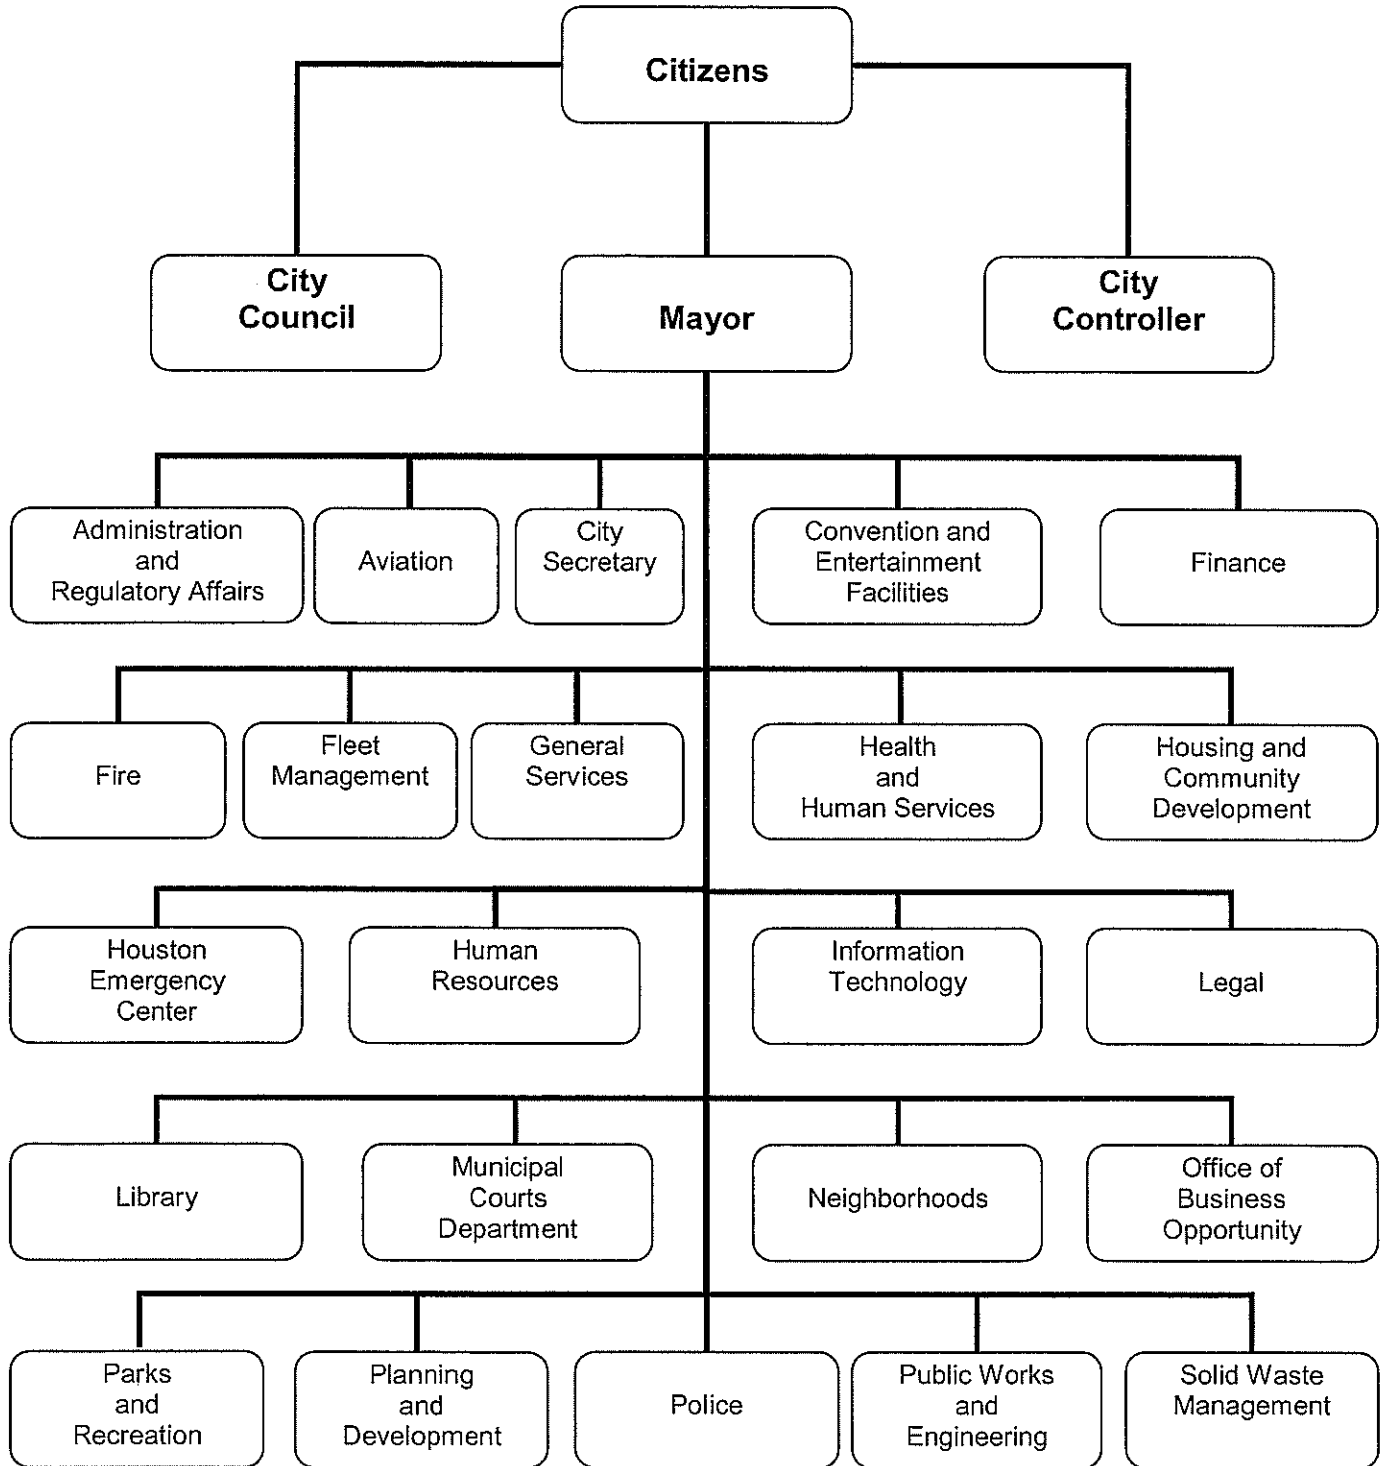 Citizens
City
Council
Mayor
City
Controller
Administration
and
Regulatory Affairs
Aviation
City
Secretary
Convention and
Entertainment
Facilities
Finance
Fire
Fleet
Management
General
Services
Health
and
Human Services
Housing and
Community
Development
Houston
Emergency
Center
Human
Resources
Information
Technology
Legal
Library
Municipal
Courts
Department
Neighborhoods
Office of
Business
Opportunity
Parks
and
Recreation
Planning
and
Development
Police
Public Works
and
Engineering
Solid Waste
Management